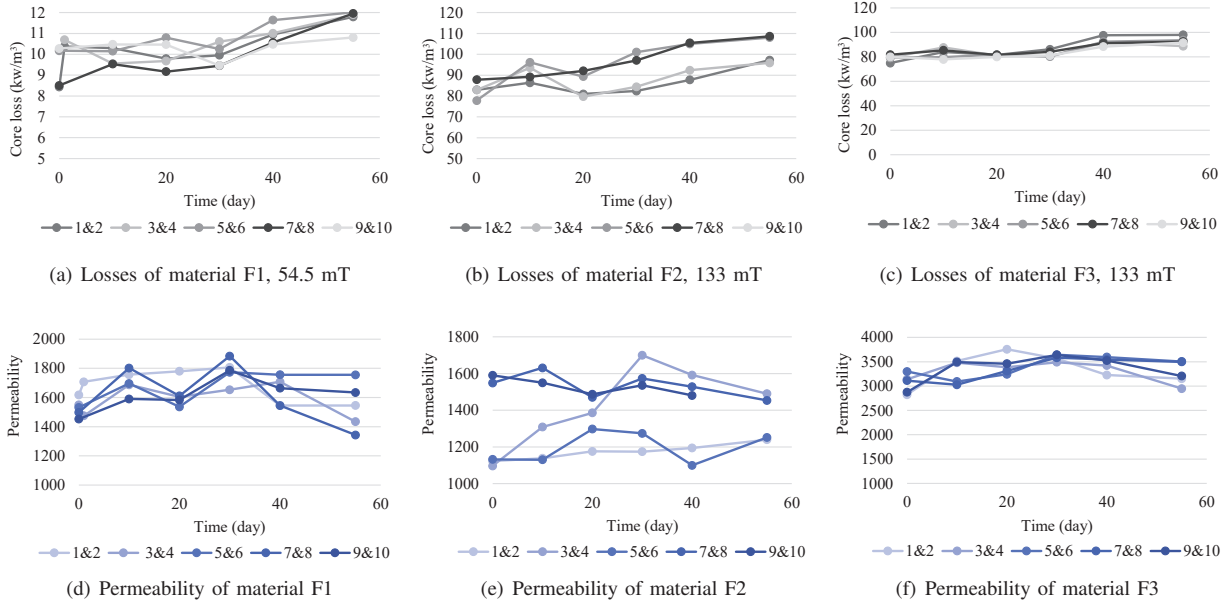 Core loss (kw/m³)
12
11
10
9
8
7
6
5
0
20
40
60
Time (day)
1&2 3&4 5&6 7&8 9&10
(a) Losses of material F1, 54.5 mT
Core loss (kw/m³)
120
110
100
90
80
70
60
50
0
20
40
60
Time (day)
1&2 3&4 5&6 7&8 9&10
(b) Losses of material F2, 133 mT
Core loss (kw/m³)
120
100
80
60
40
20
0
0
20
40
60
Time (day)
1&2 3&4 5&6 7&8 9&10
(c) Losses of material F3, 133 mT
Permeability
2000
1800
1600
1400
1200
1000
0
20
40
60
Time (day)
1&2 3&4 5&6 7&8 9&10
(d) Permeability of material F1
Permeability
1800
1600
1400
1200
1000
0
10
20
30
40
50
60
Time (day)
1&2 3&4 5&6 7&8 9&10
(e) Permeability of material F2
Permeability
4000
3500
3000
2500
2000
1500
1000
0
20
40
60
Time (day)
1&2 3&4 5&6 7&8 9&10
(f) Permeability of material F3